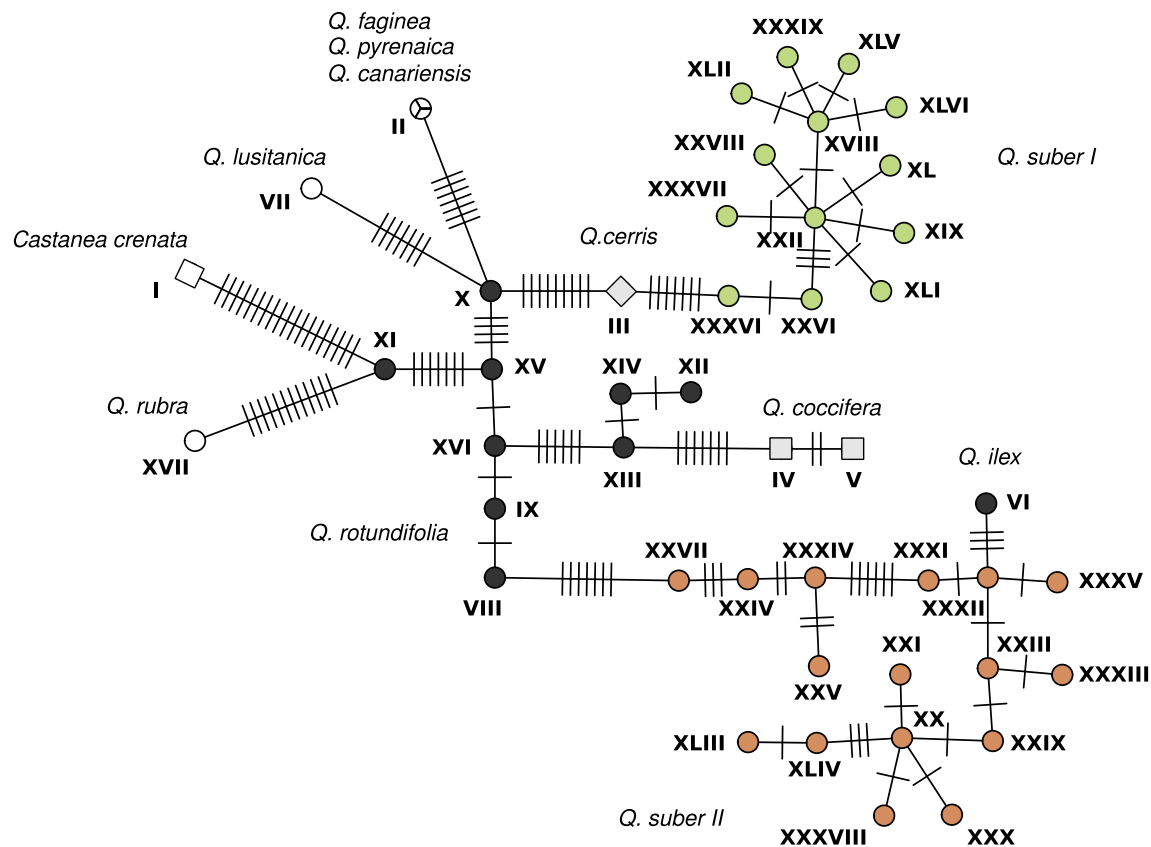 Q. faginea
Q. pyrenaica
Q. canariensis
XXXIX
XLV
XLII
XLVI
II
XVIII
XXVIII
Q. lusitanica
Q. suber I
XL
VII
XXXVII
XIX
Q.cerris
XXII
Castanea crenata
I
X
III
XXXVI
XXVI
XLI
XI
XV
XIV
XII
Q. rubra
Q. coccifera
XVI
XVII
XIII
IV
V
Q. ilex
IX
VI
Q. rotundifolia
XXVII
XXXIV
XXXI
XXXV
VIII
XXIV
XXXII
XXI
XXIII
XXXIII
XXV
XX
XLIII
XLIV
XXIX
Q. suber II
XXXVIII
XXX